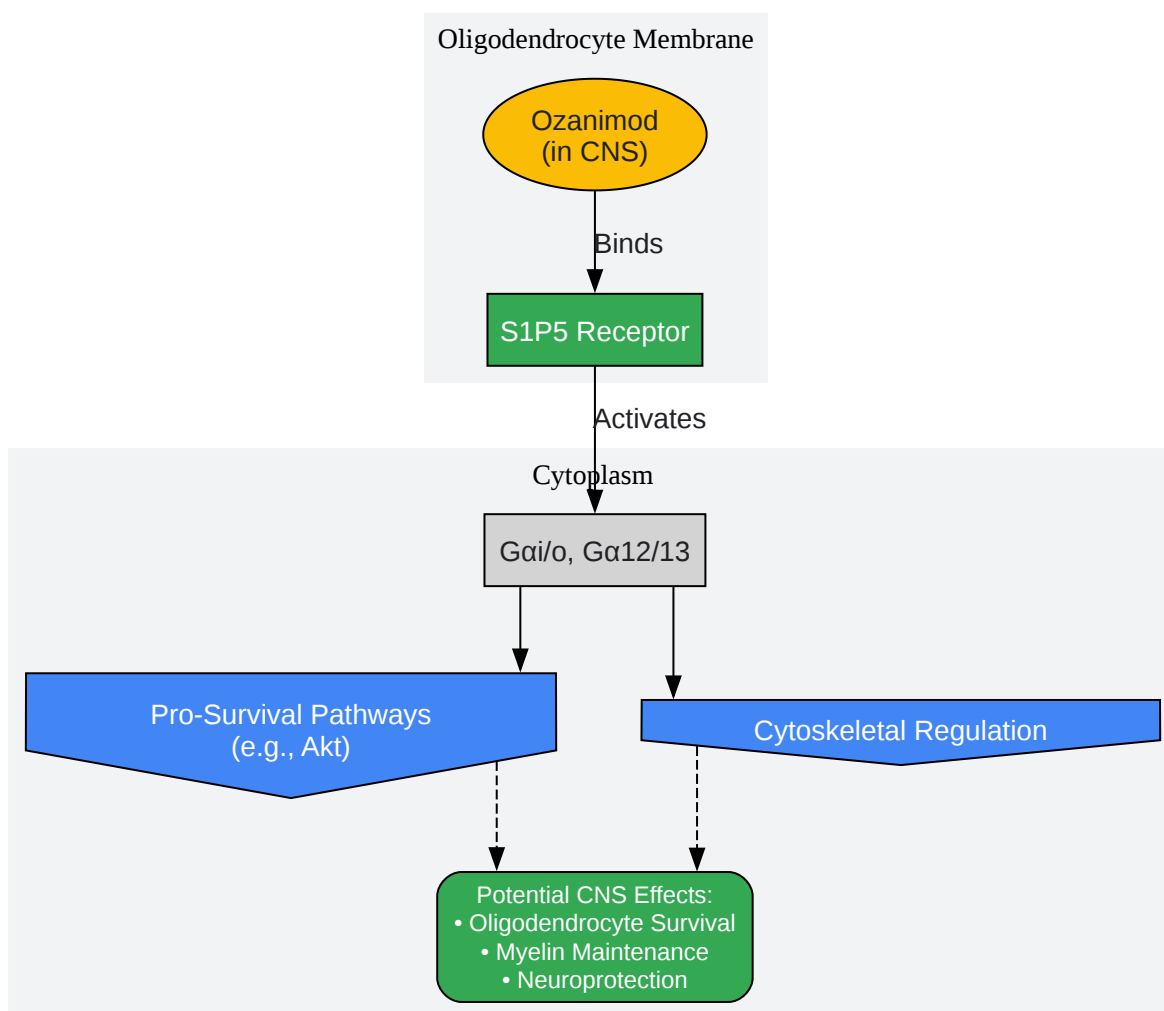 Oligodendrocyte Membrane
Ozanimod
(in CNS)
Binds
S1P5 Receptor
Activates
Cytoplasm
Gαi/o, Gα12/13
Pro-Survival Pathways
(e.g., Akt)
Cytoskeletal Regulation
Potential CNS Effects:
• Oligodendrocyte Survival
• Myelin Maintenance
• Neuroprotection